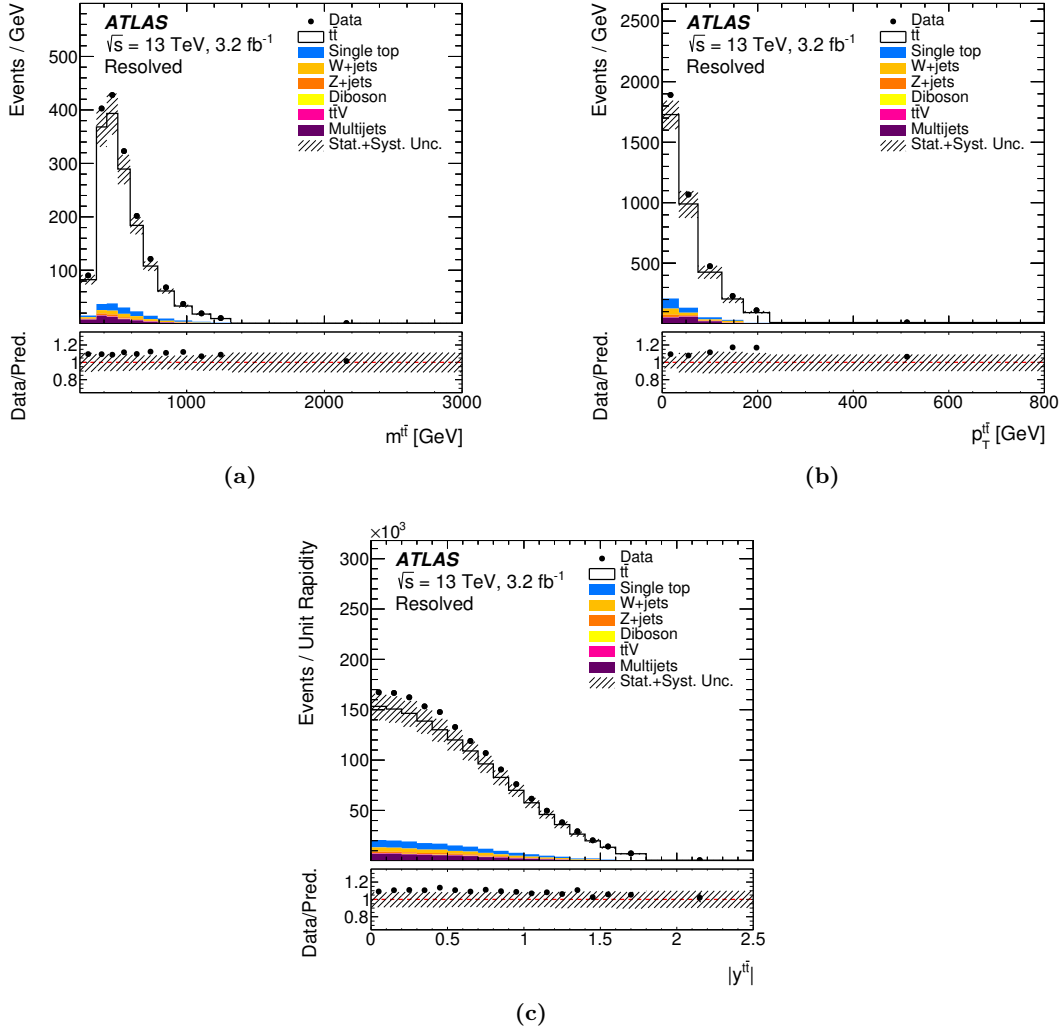 ATLAS
√s = 13 TeV, 3.2 fb⁻¹
Resolved
Data
tt̄
Single top
W+jets
Z+jets
Diboson
tt̄V
Multijets
Stat.+Syst. Unc.
Events / GeV
500
400
300
200
100
Data/Pred.
1.2
1
0.8
1000
2000
3000
m^{tt̄} [GeV]
(a)
ATLAS
√s = 13 TeV, 3.2 fb⁻¹
Resolved
Data
tt̄
Single top
W+jets
Z+jets
Diboson
tt̄V
Multijets
Stat.+Syst. Unc.
Events / GeV
2500
2000
1500
1000
500
Data/Pred.
1.2
1
0.8
0
200
400
600
800
p_T^{tt̄} [GeV]
(b)
×10³
ATLAS
√s = 13 TeV, 3.2 fb⁻¹
Resolved
Data
tt̄
Single top
W+jets
Z+jets
Diboson
tt̄V
Multijets
Stat.+Syst. Unc.
Events / Unit Rapidity
300
250
200
150
100
50
Data/Pred.
1.2
1
0.8
0
0.5
1
1.5
2
2.5
|y^{tt̄}|
(c)